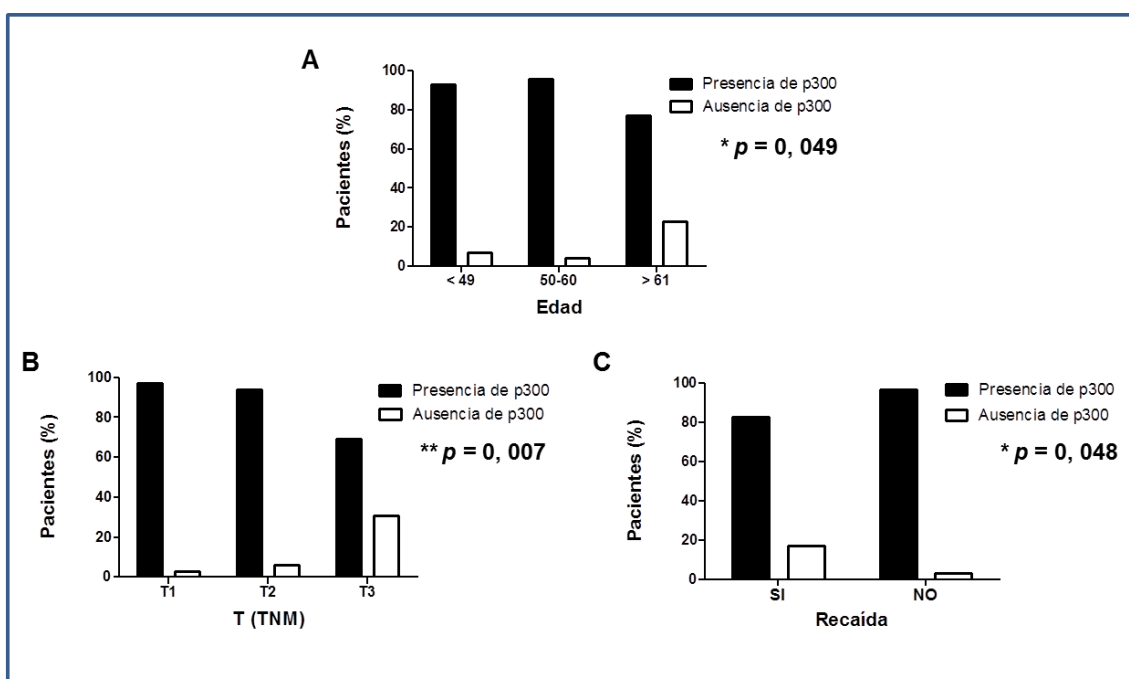 A
Pacientes (%)
100
80
60
40
20
0
< 49
50-60
> 61
Edad
Presencia de p300
Ausencia de p300
* p = 0, 049
B
Pacientes (%)
100
80
60
40
20
0
T1
T2
T3
T (TNM)
Presencia de p300
Ausencia de p300
** p = 0, 007
C
Pacientes (%)
100
80
60
40
20
0
SI
NO
Recaída
Presencia de p300
Ausencia de p300
* p = 0, 048